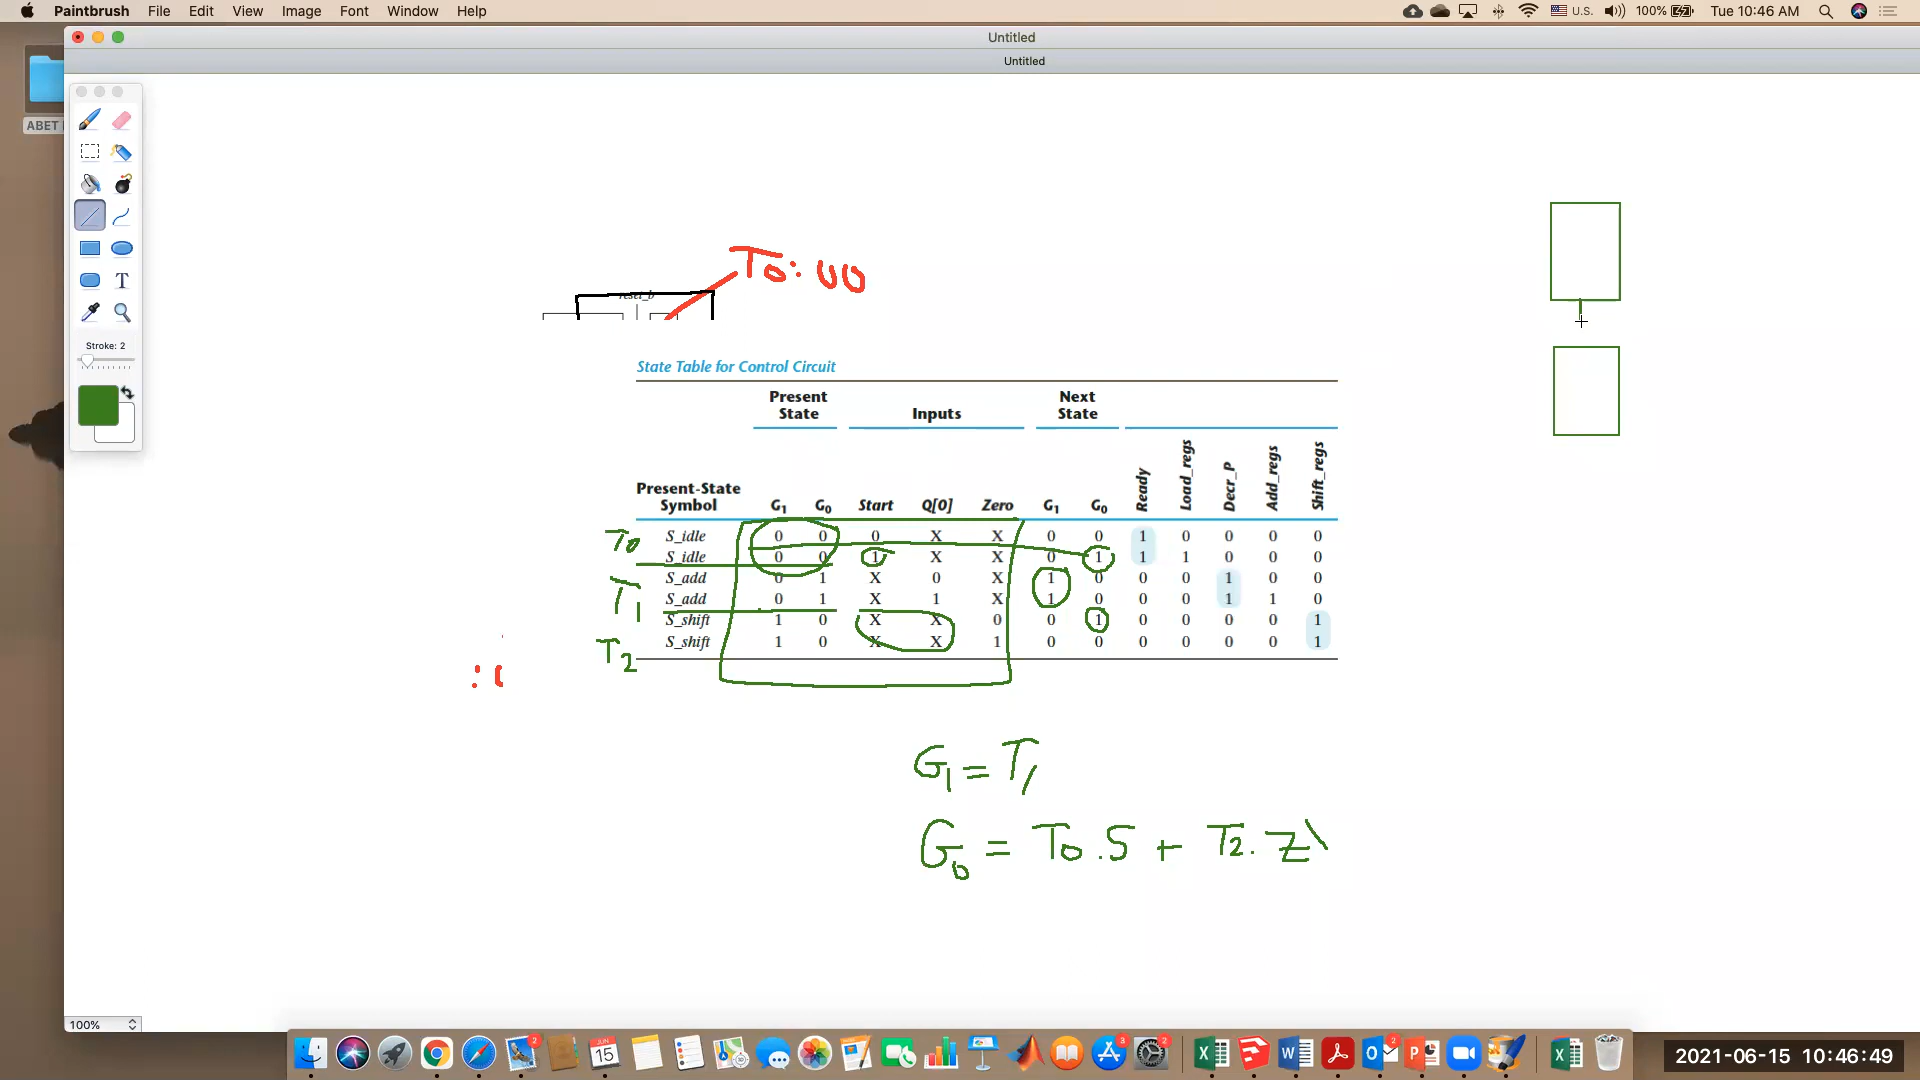 Paintbrush File Edit View Image Font Window Help
U.S. 100% Tue 10:46 AM
Untitled
Untitled
ABET
Stroke: 2
T0: 00
reset_b
State Table for Control Circuit
Present State Inputs Next State
Present-State Symbol G1 G0 Start Q[0] Zero G1 G0 Ready Load_regs Decr_P Add_regs Shift_regs
T0 S_idle 0 0 0 X X 0 0 1 0 0 0 0
S_idle 0 0 1 X X 0 1 1 1 0 0 0
T1 S_add 0 1 X 0 X 1 0 0 0 1 0 0
S_add 0 1 X 1 X 1 0 0 0 1 1 0
S_shift 1 0 X X 0 0 1 0 0 0 0 1
T2 S_shift 1 0 X X 1 0 0 0 0 0 0 1
G1 = T1
G0 = T0 . S + T2 . Z'
100%
JUN 15
2021-06-15 10:46:49